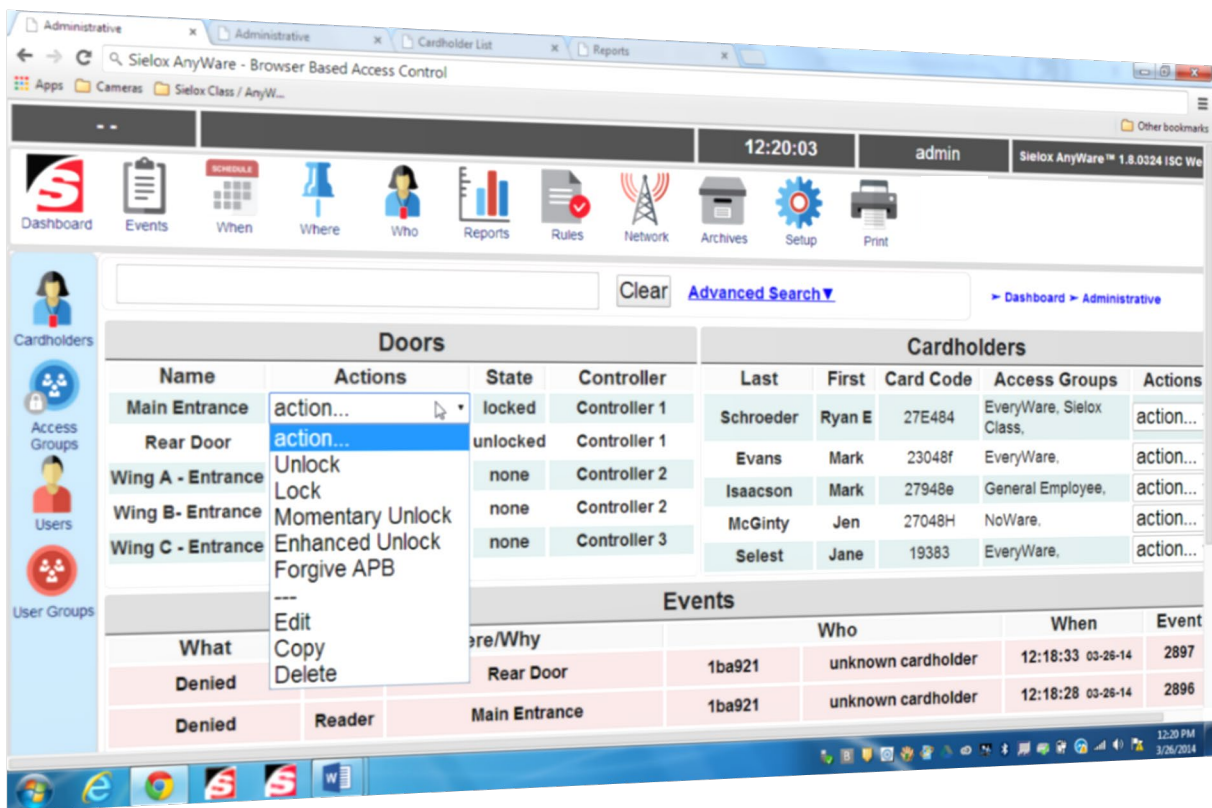 Administrative
Administrative
Cardholder List
Reports
Sielox AnyWare - Browser Based Access Control
Apps
Cameras
Sielox Class / AnyW...
Other bookmarks
- -
12:20:03
admin
Sielox AnyWare™ 1.8.0324 ISC We
SCHEDULE
Dashboard
Events
When
Where
Who
Reports
Rules
Network
Archives
Setup
Print
Clear
Advanced Search▼
➢ Dashboard ➢ Administrative
Cardholders
Access
Groups
Users
User Groups
Doors
Name Actions State Controller
Main Entrance action... locked Controller 1
Rear Door unlocked Controller 1
Wing A - Entrance none Controller 2
Wing B- Entrance none Controller 2
Wing C - Entrance none Controller 3
action...
Unlock
Lock
Momentary Unlock
Enhanced Unlock
Forgive APB
---
Edit
Copy
Delete
Cardholders
Last First Card Code Access Groups Actions
Schroeder Ryan E 27E484 EveryWare, Sielox Class, action...
Evans Mark 23048f EveryWare, action...
Isaacson Mark 27948e General Employee, action...
McGinty Jen 27048H NoWare, action...
Selest Jane 19383 EveryWare, action...
Events
What ere/Why Who When Event
Denied Rear Door 1ba921 unknown cardholder 12:18:33 03-26-14 2897
Denied Reader Main Entrance 1ba921 unknown cardholder 12:18:28 03-26-14 2896
12:20 PM
3/26/2014